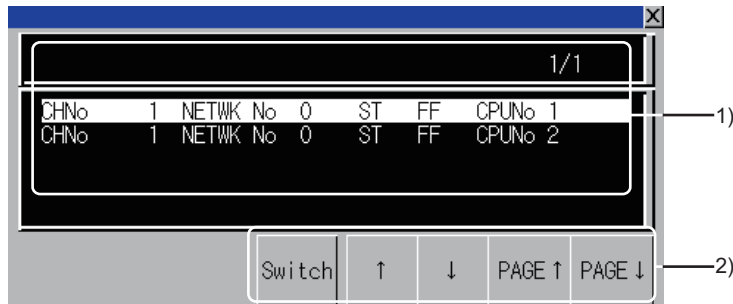 X
1/1
CHNo 1 NETWK No 0 ST FF CPUNo 1
CHNo 1 NETWK No 0 ST FF CPUNo 2
1)
Switch ↑ ↓ PAGE ↑ PAGE ↓
2)